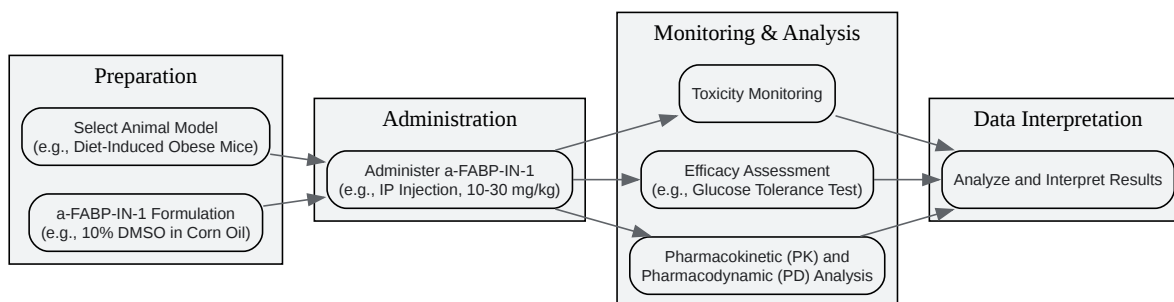 Preparation
Select Animal Model
(e.g., Diet-Induced Obese Mice)
a-FABP-IN-1 Formulation
(e.g., 10% DMSO in Corn Oil)
Administration
Administer a-FABP-IN-1
(e.g., IP Injection, 10-30 mg/kg)
Monitoring & Analysis
Toxicity Monitoring
Efficacy Assessment
(e.g., Glucose Tolerance Test)
Pharmacokinetic (PK) and
Pharmacodynamic (PD) Analysis
Data Interpretation
Analyze and Interpret Results